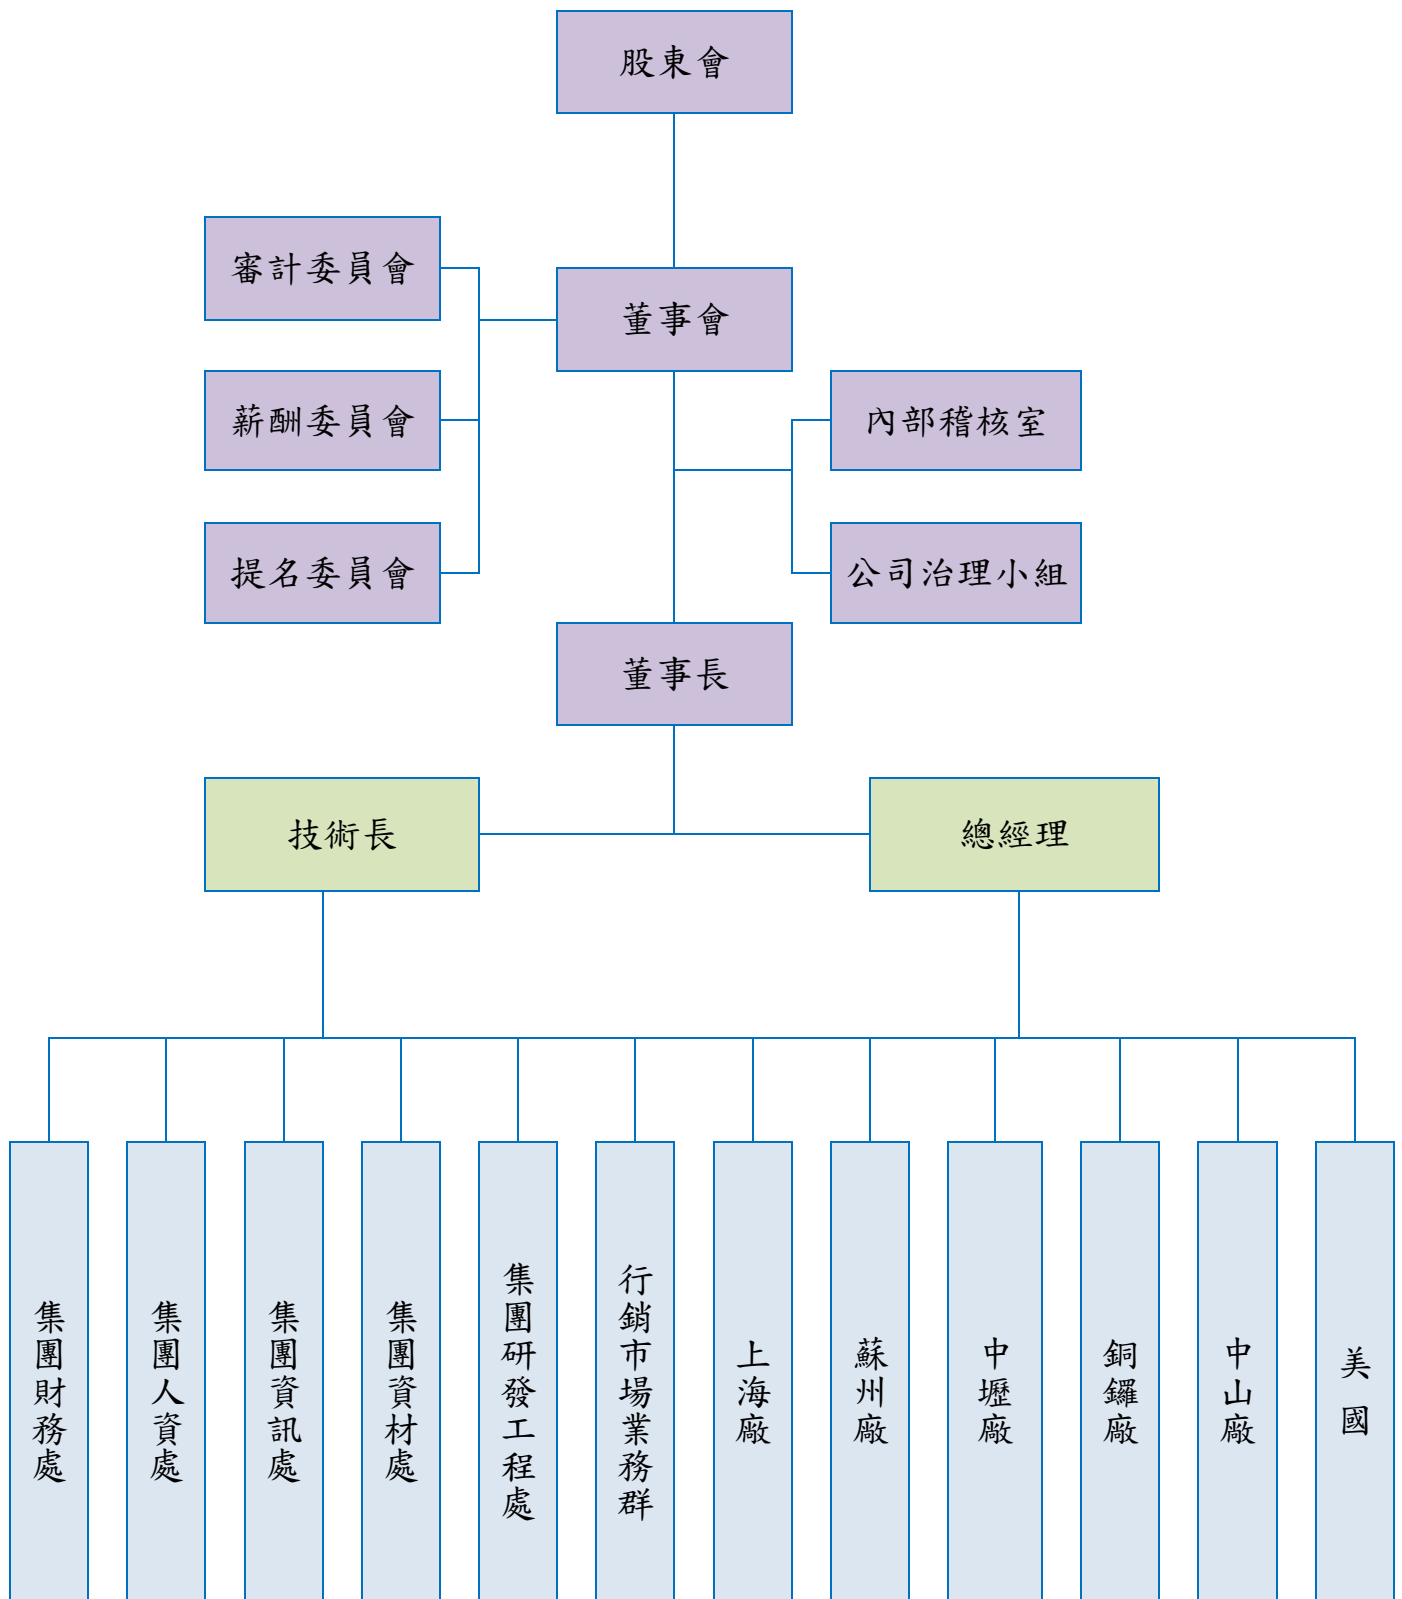 股東會
審計委員會
董事會
薪酬委員會
內部稽核室
提名委員會
公司治理小組
董事長
技術長
總經理
集團財務處
集團人資處
集團資訊處
集團資材處
集團研發工程處
行銷市場業務群
上海廠
蘇州廠
中壢廠
銅鑼廠
中山廠
美國